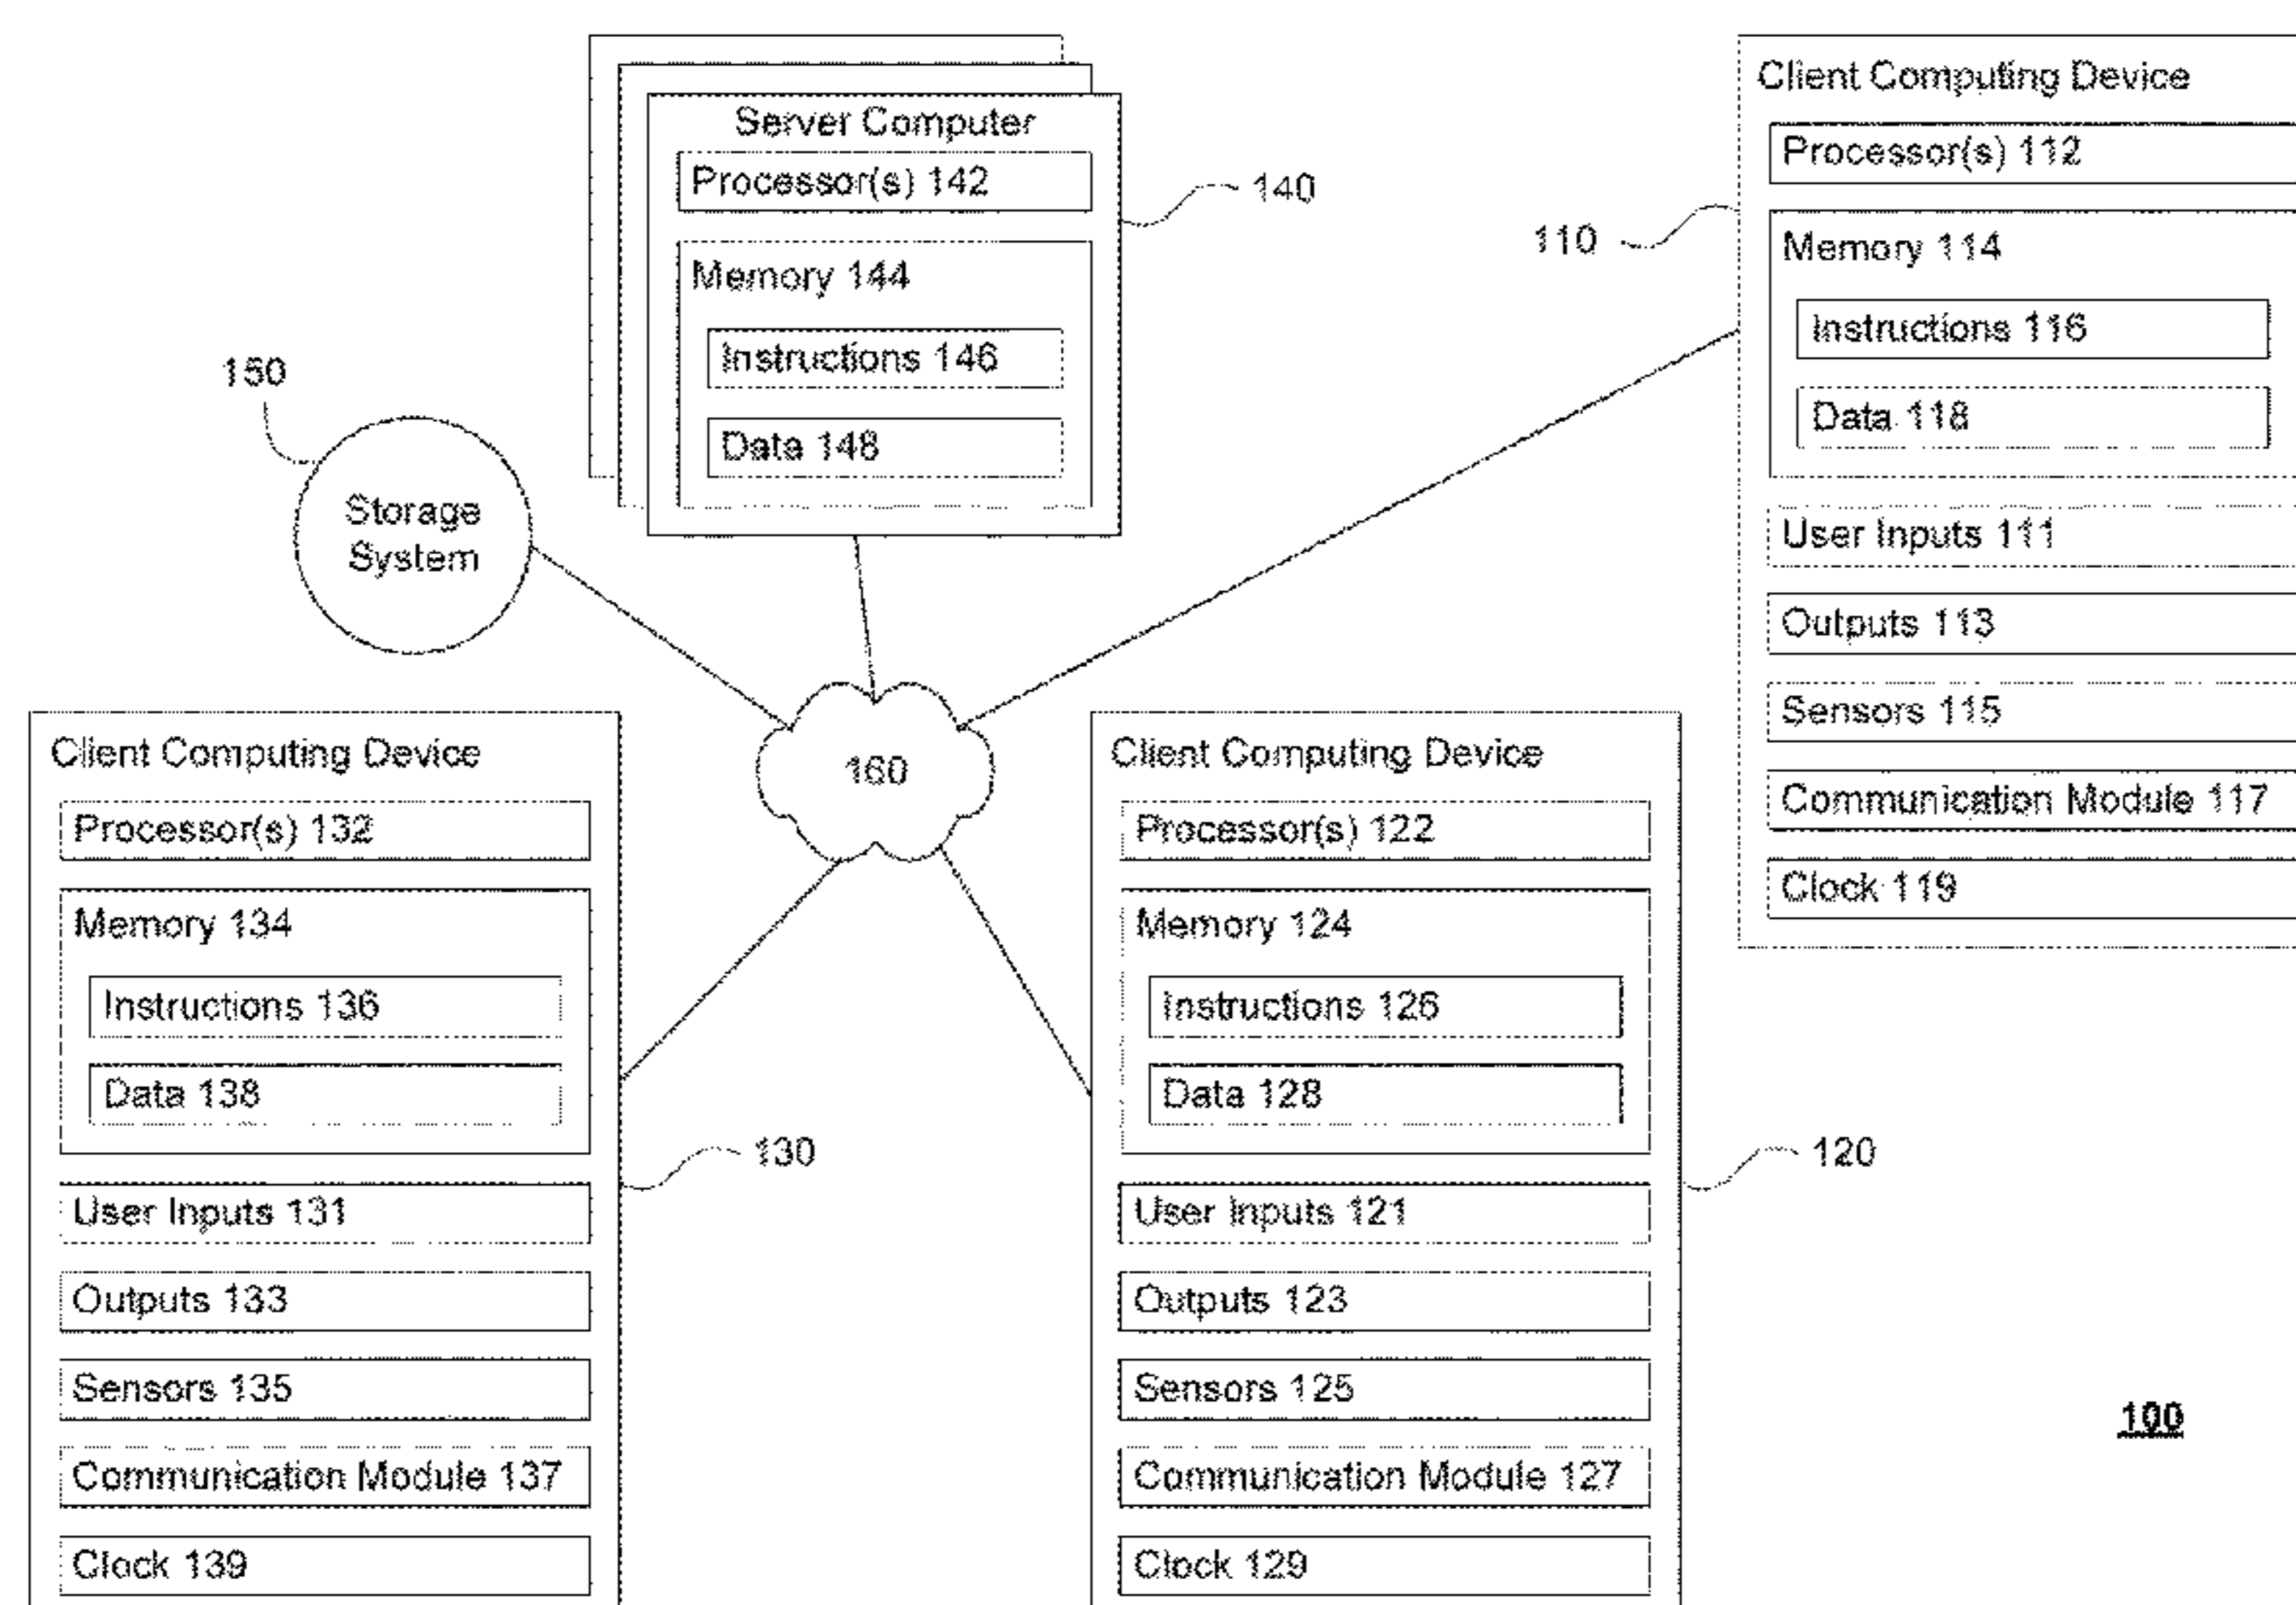 Server Computer
Processor(s) 142
Memory 144
Instructions 146
Data 148
140
Client Computing Device
Processor(s) 112
Memory 114
Instructions 116
Data 118
User Inputs 111
Outputs 113
Sensors 115
Communication Module 117
Clock 119
110
150
Storage
System
160
Client Computing Device
Processor(s) 132
Memory 134
Instructions 136
Data 138
User Inputs 131
Outputs 133
Sensors 135
Communication Module 137
Clock 139
130
Client Computing Device
Processor(s) 122
Memory 124
Instructions 126
Data 128
User Inputs 121
Outputs 123
Sensors 125
Communication Module 127
Clock 129
120
100